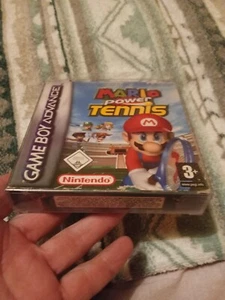 GAME BOY ADVANCE
MARIO
POWER
TENNIS
Nintendo
3+